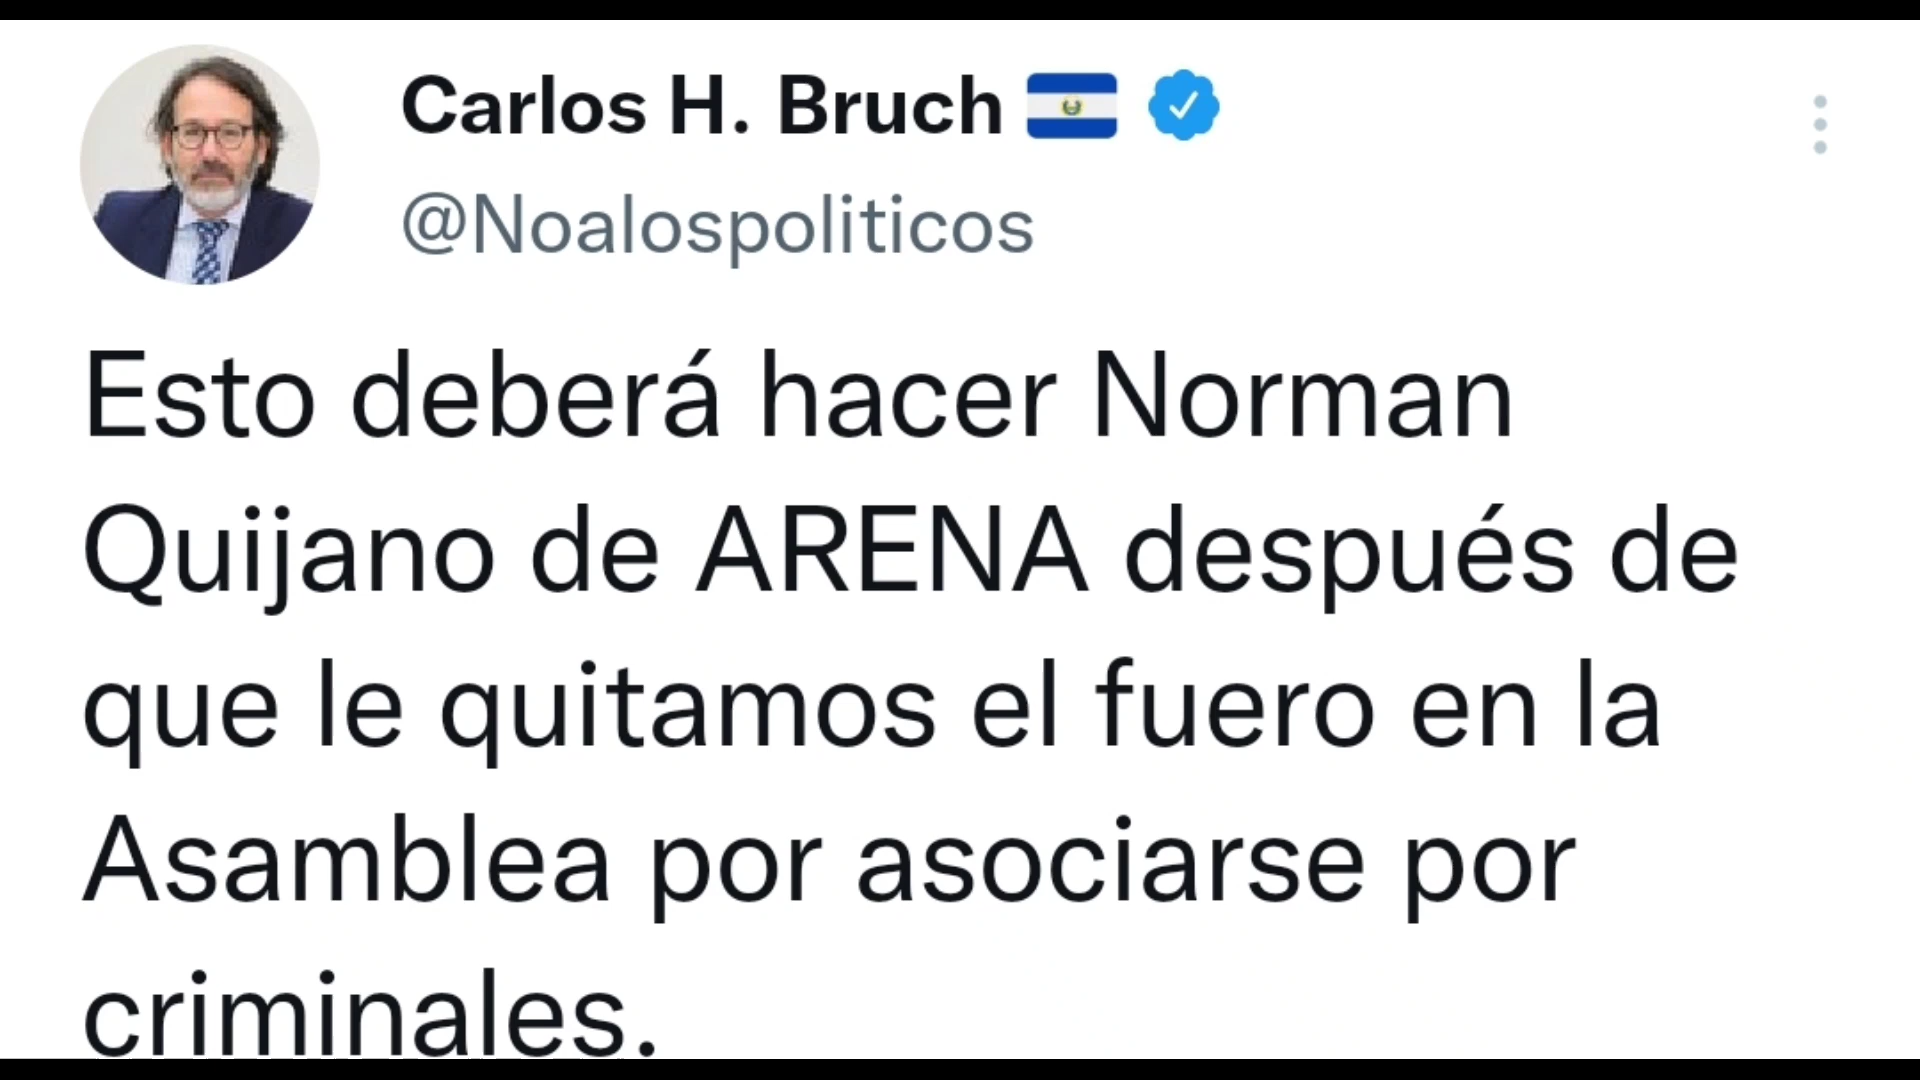 Carlos H. Bruch
@Noalospoliticos
Esto deberá hacer Norman
Quijano de ARENA después de
que le quitamos el fuero en la
Asamblea por asociarse por
criminales.